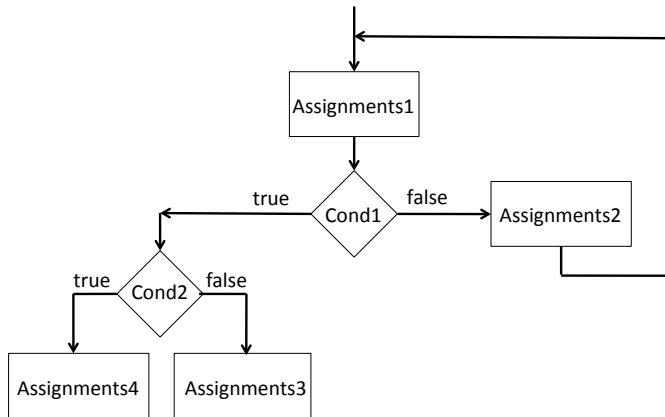 Assignments1
true
Cond1
false
Assignments2
true
Cond2
false
Assignments4
Assignments3